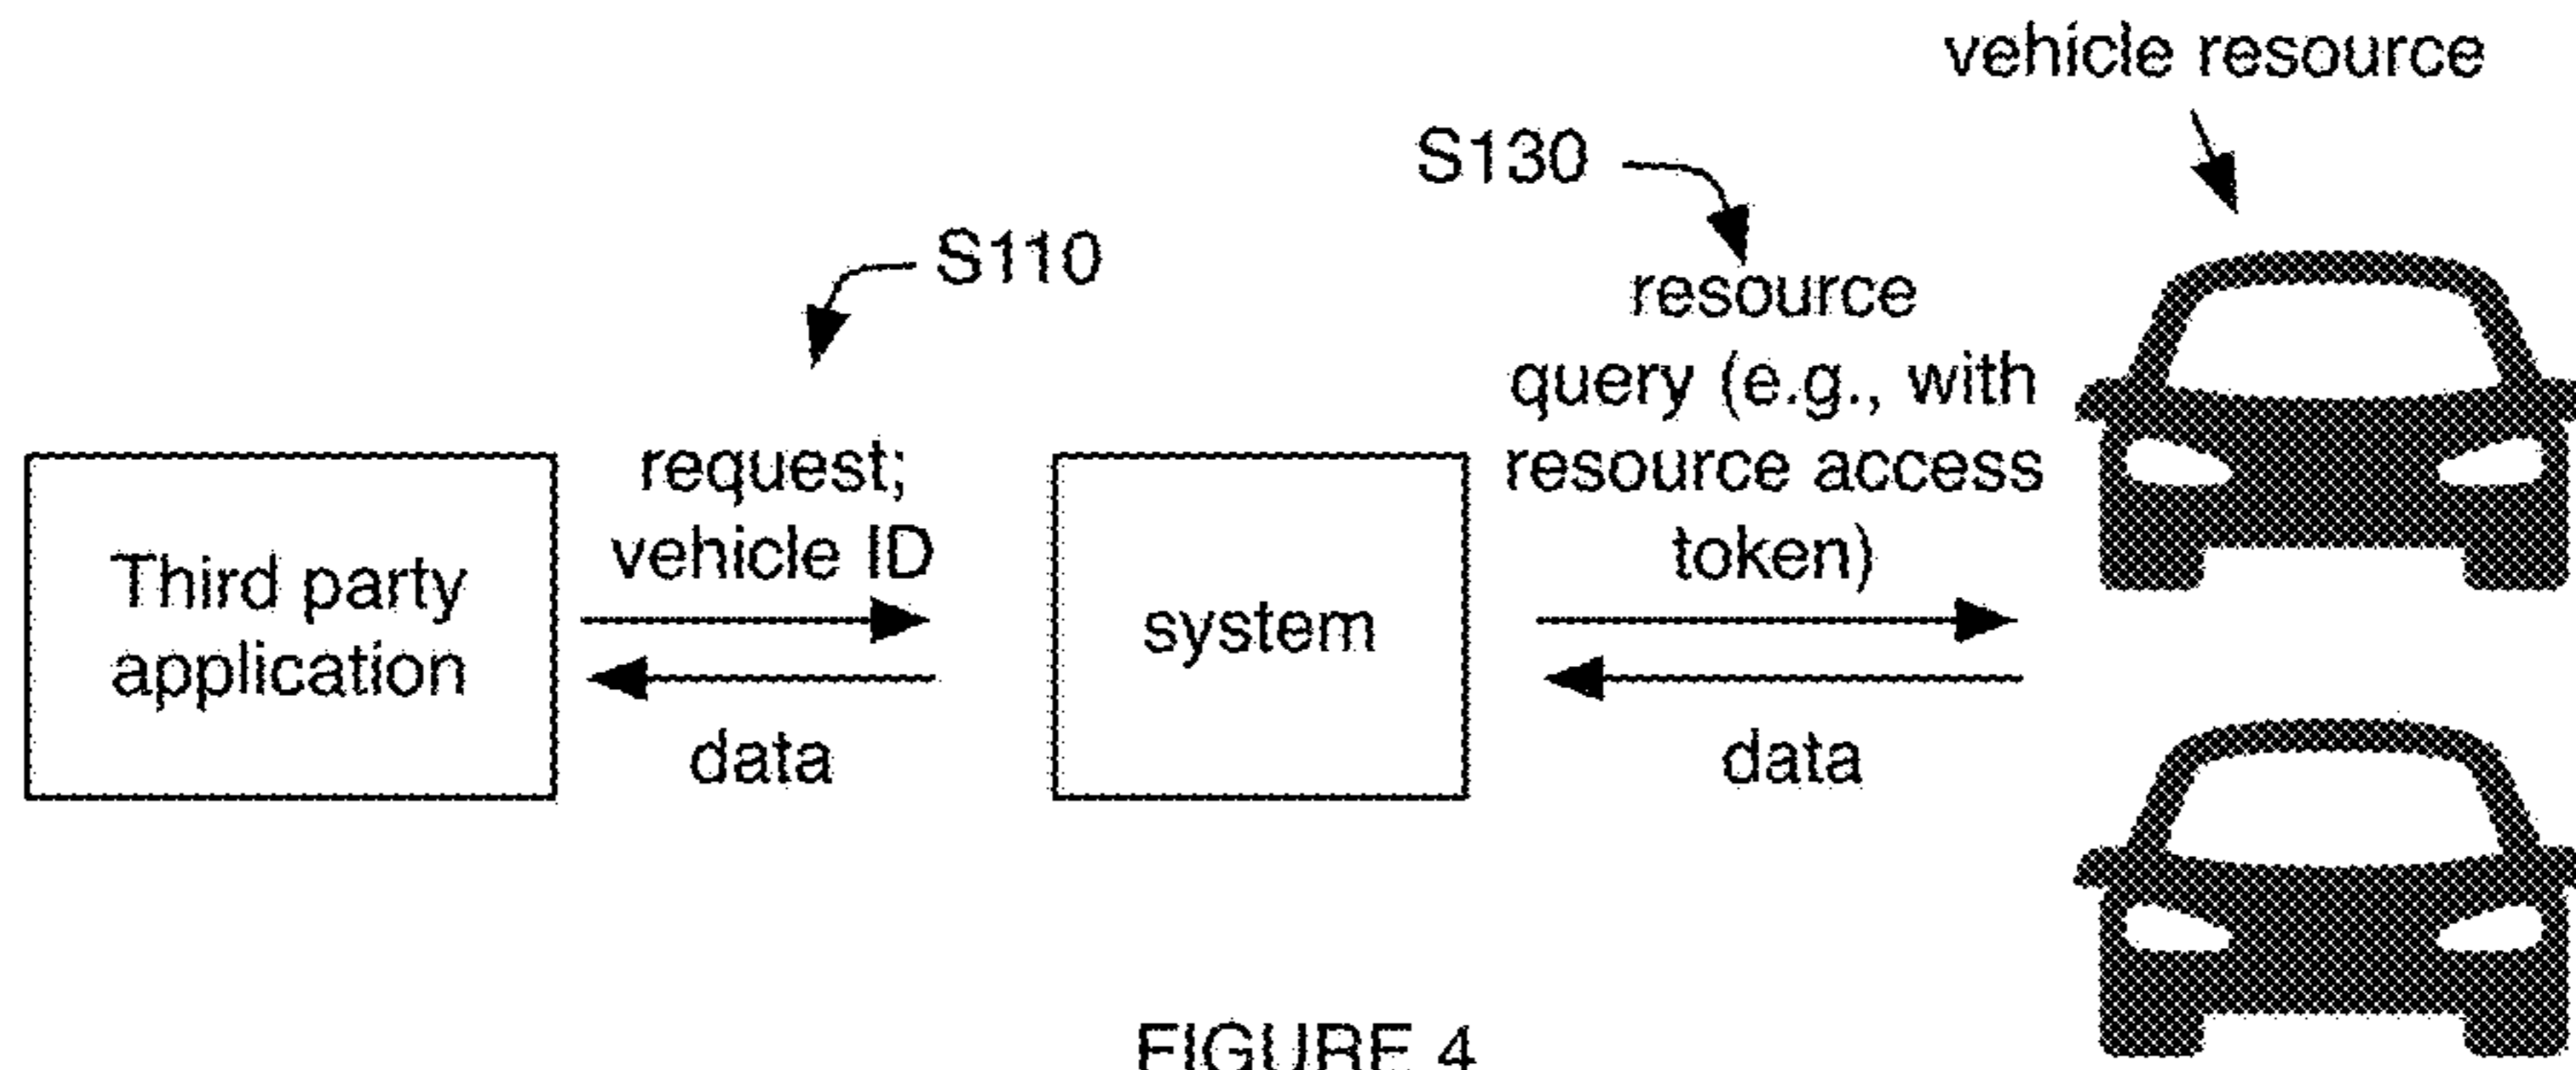 vehicle resource
S130
S110
resource
query (e.g., with
resource access
token)
request;
vehicle ID
Third party
application
system
data
data
FIGURE 4